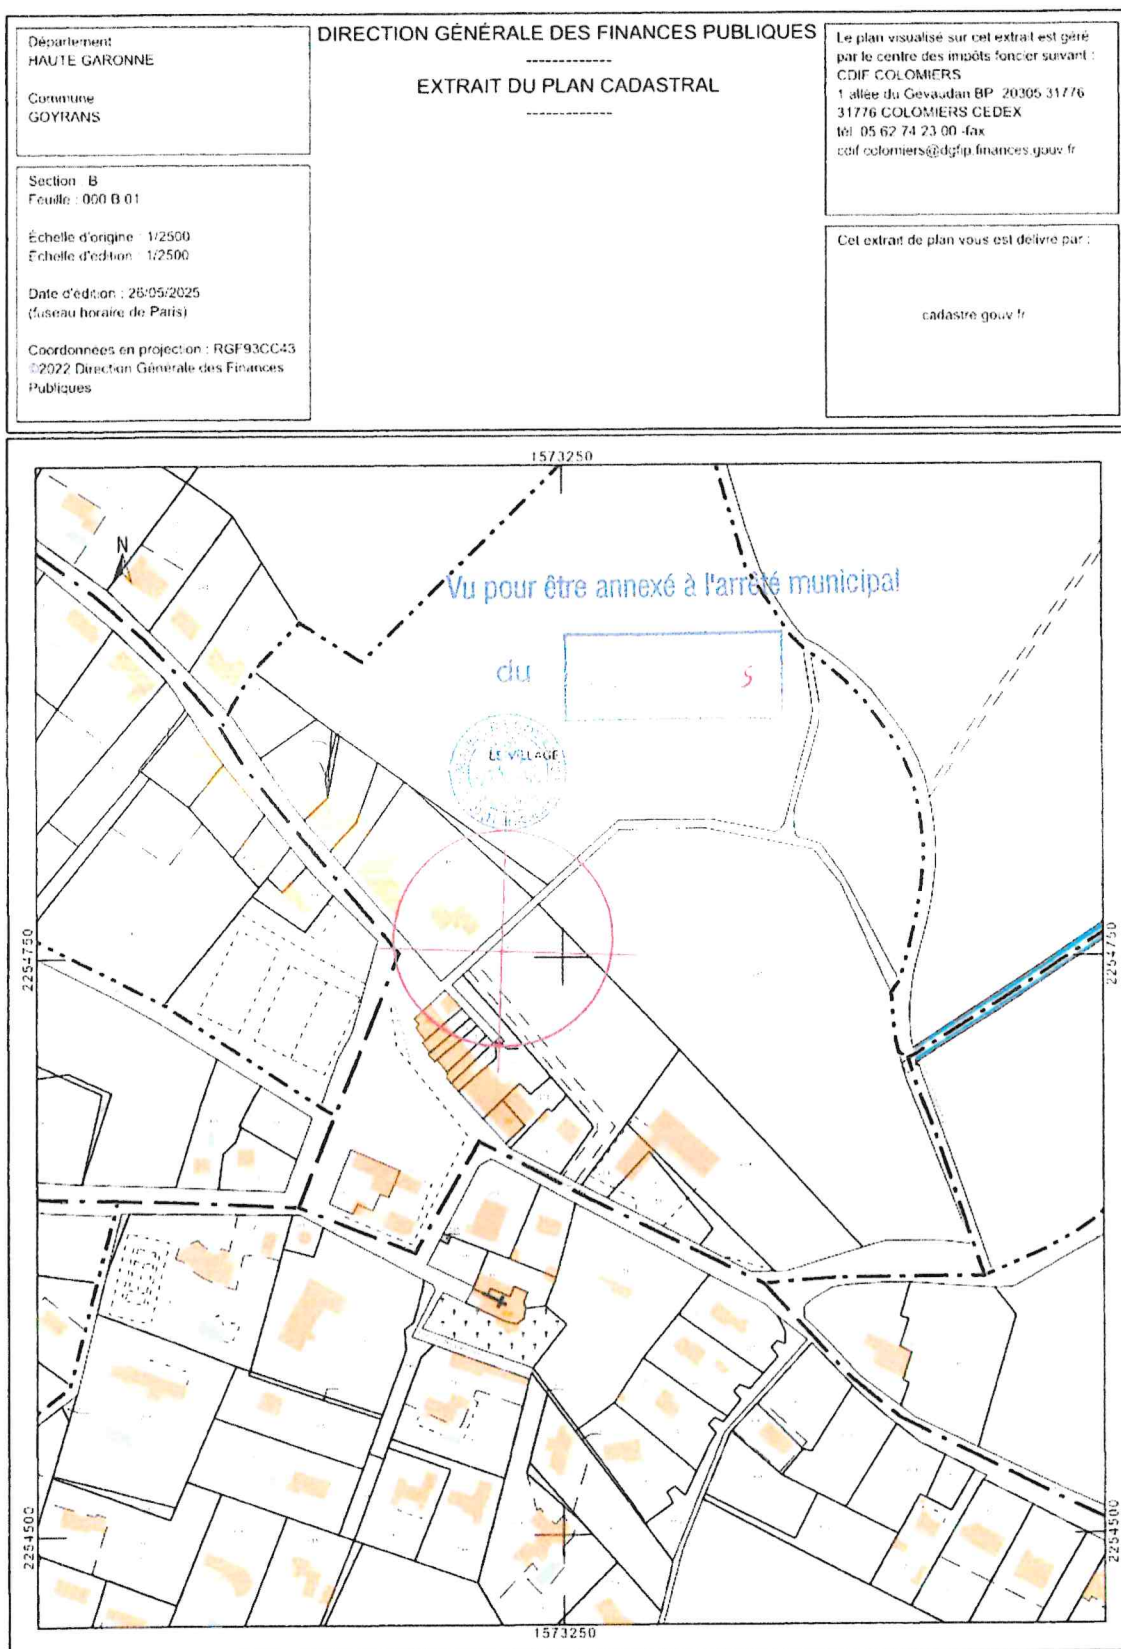 Département
HAUTE GARONNE
Commune
GOYRANS
Section : B
Feuille : 000 B 01
Échelle d'origine : 1/2500
Échelle d'édition : 1/2500
Date d'édition : 26/05/2025
(fuseau horaire de Paris)
Coordonnées en projection : RGF93CC43
©2022 Direction Générale des Finances
Publiques
DIRECTION GÉNÉRALE DES FINANCES PUBLIQUES
-------------
EXTRAIT DU PLAN CADASTRAL
-------------
Le plan visualisé sur cet extrait est géré
par le centre des impôts foncier suivant :
CDIF COLOMIERS
1 allée du Gevaudan BP 20305 31776
31776 COLOMIERS CEDEX
tél. 05 62 74 23 00 -fax
cdif.colomiers@dgfip.finances.gouv.fr
Cet extrait de plan vous est délivré par :
cadastre.gouv.fr
1573250
N
Vu pour être annexé à l'arrêté municipal
du
5
LE VILLAGE
2254750
2254750
2254500
2254500
1573250